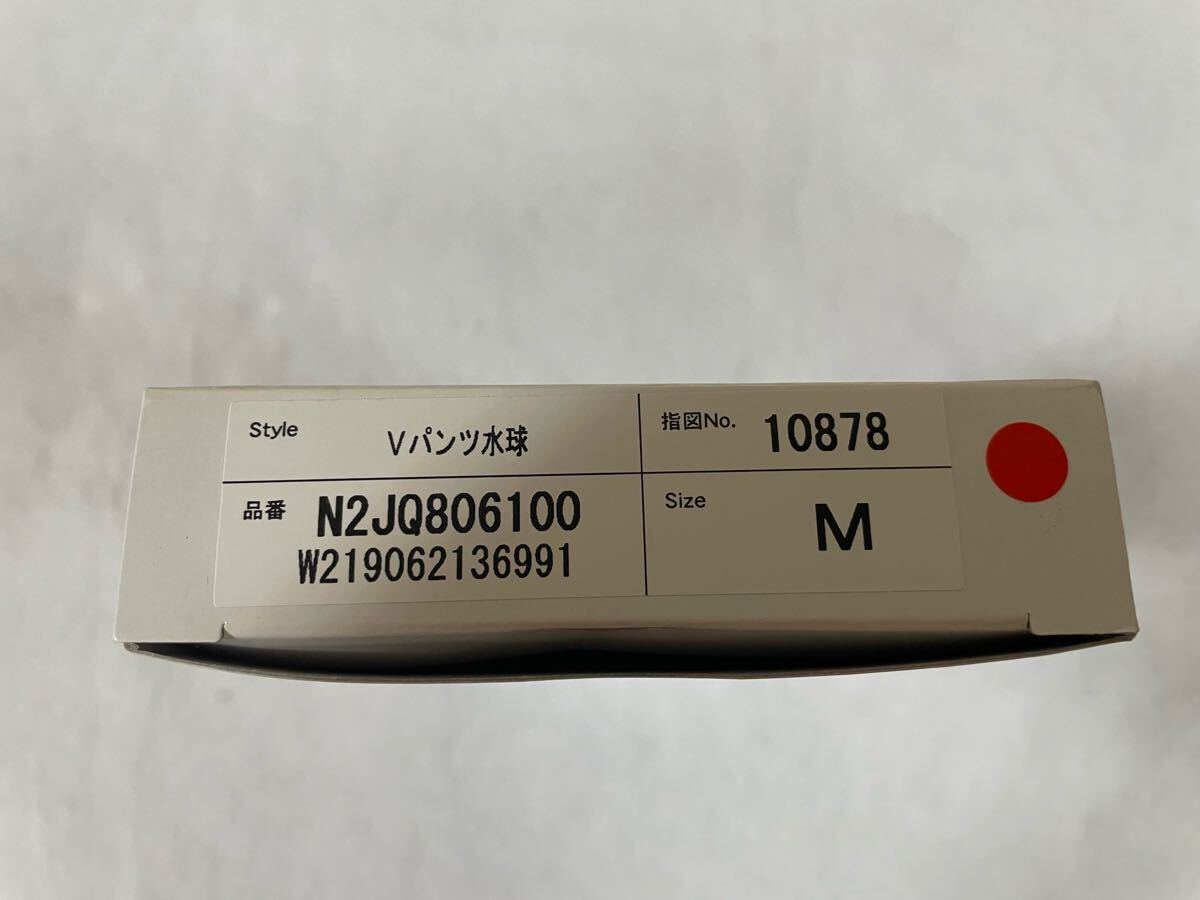 Style Vパンツ水球
指図No. 10878
品番 N2JQ806100
W219062136991
Size M